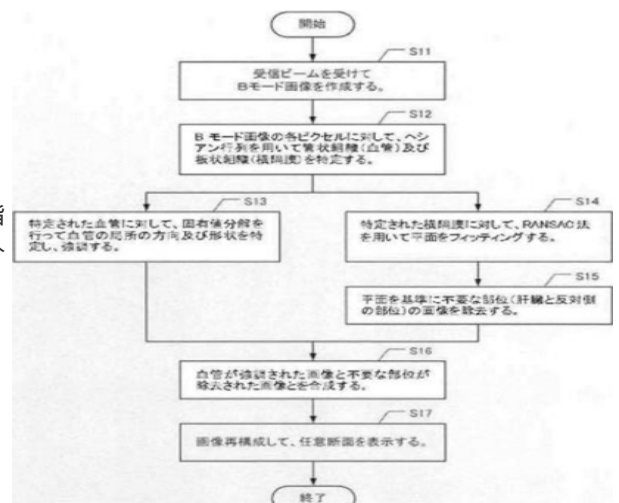 開始
S11
受信ビームを受けて
Bモード画像を作成する。
S12
B モード画像の各ピクセルに対して、ヘシ
アン行列を用いて管状組織(血管)及び
板状組織(横隔膜)を特定する。
S13
特定された血管に対して、固有値分解を
行って血管の局所の方向及び形状を特
定し、強調する。
S14
特定された横隔膜に対して、RANSAC法
を用いて平面をフィッティングする。
S15
平面を基準に不要な部位(肝臓と反対側
の部位)の画像を除去する。
S16
血管が強調された画像と不要な部位が
除去された画像とを合成する。
S17
画像再構成して、任意断面を表示する。
終了